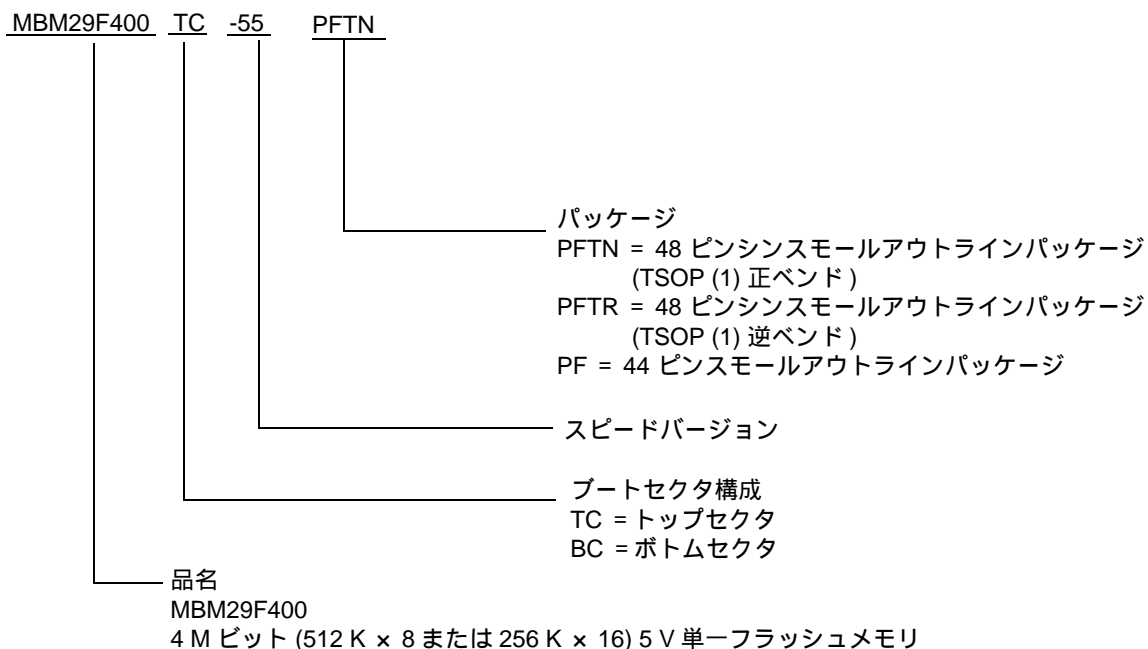 MBM29F400 TC -55 PFTN
パッケージ
PFTN = 48 ピンシンスモールアウトラインパッケージ
(TSOP (1) 正ベンド )
PFTR = 48 ピンシンスモールアウトラインパッケージ
(TSOP (1) 逆ベンド )
PF = 44 ピンスモールアウトラインパッケージ
スピードバージョン
ブートセクタ構成
TC = トップセクタ
BC = ボトムセクタ
品名
MBM29F400
4 M ビット (512 K × 8 または 256 K × 16) 5 V 単一フラッシュメモリ